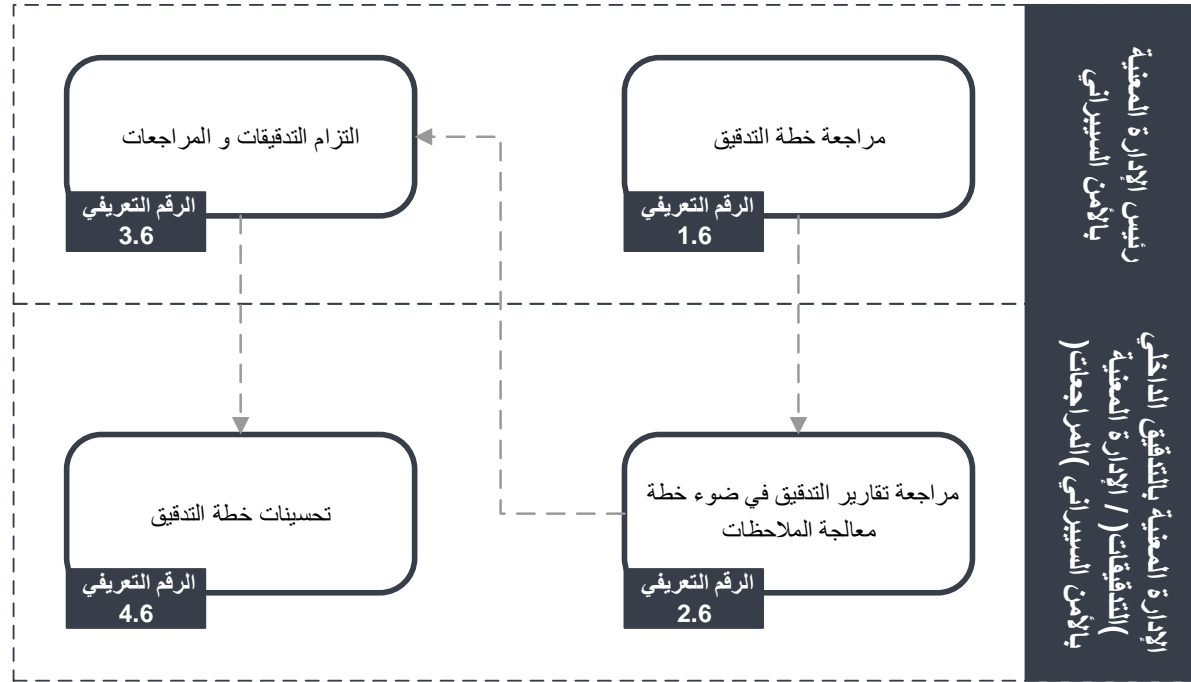 رئيس الإدارة المعنية
بالأمن السيبراني
مراجعة خطة التدقيق
الرقم التعريفي
1.6
التزام التدقيقات و المراجعات
الرقم التعريفي
3.6
الإدارة المعنية بالتدقيق الداخلي
)التدقيقات( / الإدارة المعنية
بالأمن السيبراني )المراجعات(
مراجعة تقارير التدقيق في ضوء خطة
معالجة الملاحظات
الرقم التعريفي
2.6
تحسينات خطة التدقيق
الرقم التعريفي
4.6